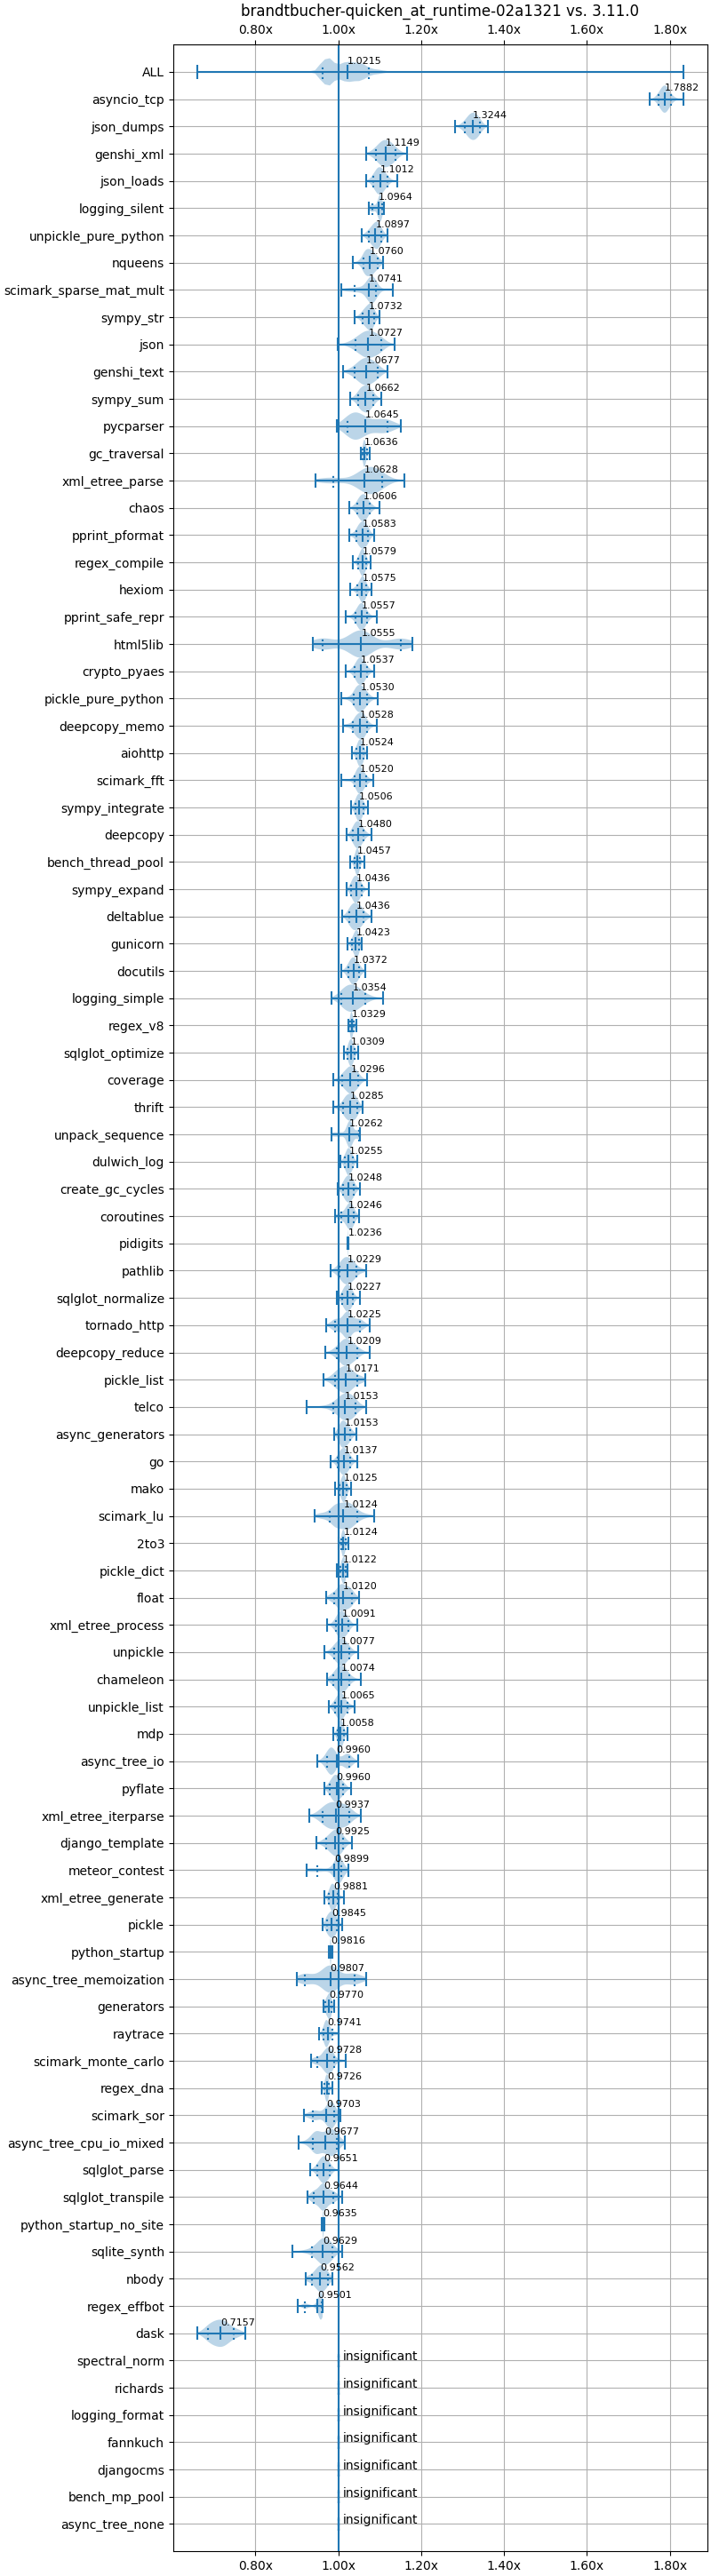 brandtbucher-quicken_at_runtime-02a1321 vs. 3.11.0
0.80x 1.00x 1.20x 1.40x 1.60x 1.80x
ALL 1.0215
asyncio_tcp 1.7882
json_dumps 1.3244
genshi_xml 1.1149
json_loads 1.1012
logging_silent 1.0964
unpickle_pure_python 1.0897
nqueens 1.0760
scimark_sparse_mat_mult 1.0741
sympy_str 1.0732
json 1.0727
genshi_text 1.0677
sympy_sum 1.0662
pycparser 1.0645
gc_traversal 1.0636
xml_etree_parse 1.0628
chaos 1.0606
pprint_pformat 1.0583
regex_compile 1.0579
hexiom 1.0575
pprint_safe_repr 1.0557
html5lib 1.0555
crypto_pyaes 1.0537
pickle_pure_python 1.0530
deepcopy_memo 1.0528
aiohttp 1.0524
scimark_fft 1.0520
sympy_integrate 1.0506
deepcopy 1.0480
bench_thread_pool 1.0457
sympy_expand 1.0436
deltablue 1.0436
gunicorn 1.0423
docutils 1.0372
logging_simple 1.0354
regex_v8 1.0329
sqlglot_optimize 1.0309
coverage 1.0296
thrift 1.0285
unpack_sequence 1.0262
dulwich_log 1.0255
create_gc_cycles 1.0248
coroutines 1.0246
pidigits 1.0236
pathlib 1.0229
sqlglot_normalize 1.0227
tornado_http 1.0225
deepcopy_reduce 1.0209
pickle_list 1.0171
telco 1.0153
async_generators 1.0153
go 1.0137
mako 1.0125
scimark_lu 1.0124
2to3 1.0124
pickle_dict 1.0122
float 1.0120
xml_etree_process 1.0091
unpickle 1.0077
chameleon 1.0074
unpickle_list 1.0065
mdp 1.0058
async_tree_io 0.9960
pyflate 0.9960
xml_etree_iterparse 0.9937
django_template 0.9925
meteor_contest 0.9899
xml_etree_generate 0.9881
pickle 0.9845
python_startup 0.9816
async_tree_memoization 0.9807
generators 0.9770
raytrace 0.9741
scimark_monte_carlo 0.9728
regex_dna 0.9726
scimark_sor 0.9703
async_tree_cpu_io_mixed 0.9677
sqlglot_parse 0.9651
sqlglot_transpile 0.9644
python_startup_no_site 0.9635
sqlite_synth 0.9629
nbody 0.9562
regex_effbot 0.9501
dask 0.7157
spectral_norm insignificant
richards insignificant
logging_format insignificant
fannkuch insignificant
djangocms insignificant
bench_mp_pool insignificant
async_tree_none insignificant
0.80x 1.00x 1.20x 1.40x 1.60x 1.80x